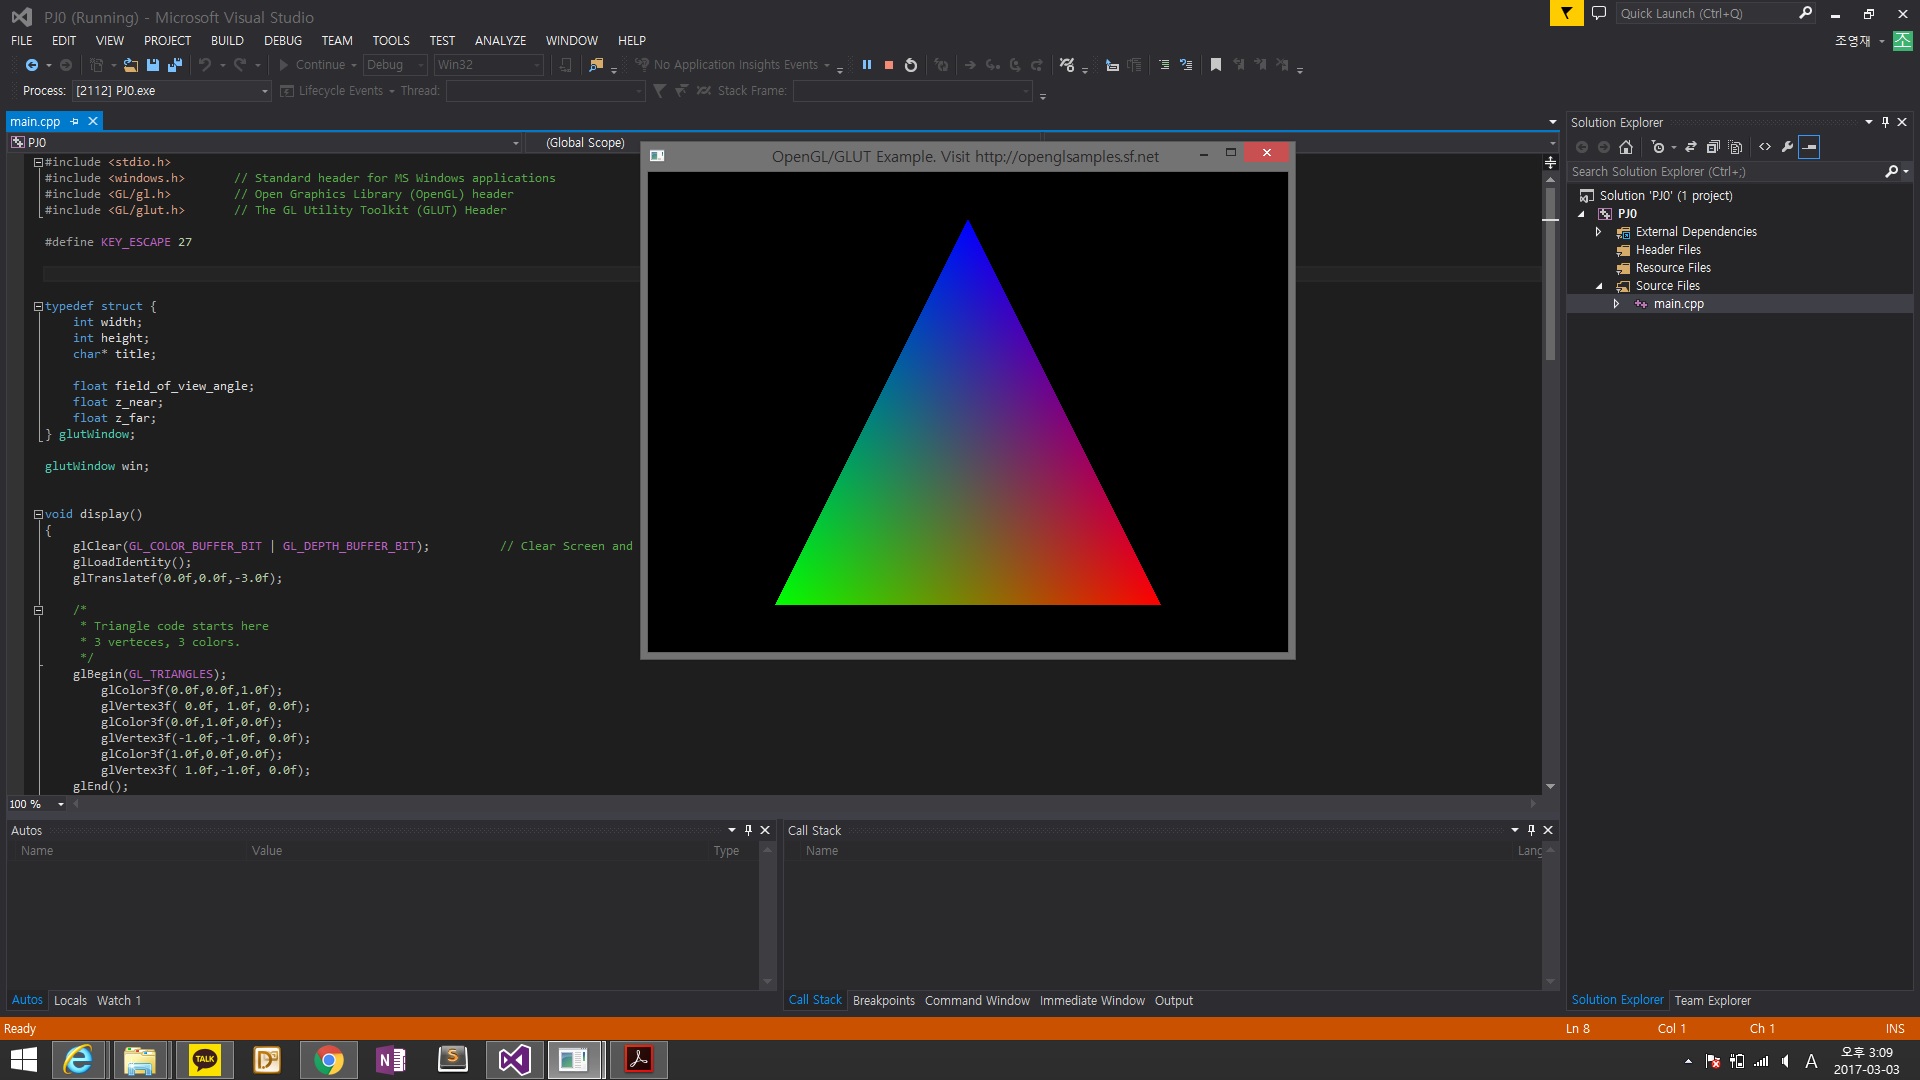 PJ0 (Running) - Microsoft Visual Studio
Quick Launch (Ctrl+Q)
FILE EDIT VIEW PROJECT BUILD DEBUG TEAM TOOLS TEST ANALYZE WINDOW HELP
조영재 조
Continue Debug Win32 No Application Insights Events
Process: [2112] PJ0.exe Lifecycle Events Thread: Stack Frame:
main.cpp
PJ0 (Global Scope)
#include <stdio.h>
#include <windows.h> // Standard header for MS Windows applications
#include <GL/gl.h> // Open Graphics Library (OpenGL) header
#include <GL/glut.h> // The GL Utility Toolkit (GLUT) Header
#define KEY_ESCAPE 27
typedef struct {
int width;
int height;
char* title;
float field_of_view_angle;
float z_near;
float z_far;
} glutWindow;
glutWindow win;
void display()
{
glClear(GL_COLOR_BUFFER_BIT | GL_DEPTH_BUFFER_BIT); // Clear Screen and
glLoadIdentity();
glTranslatef(0.0f,0.0f,-3.0f);
/*
* Triangle code starts here
* 3 verteces, 3 colors.
*/
glBegin(GL_TRIANGLES);
glColor3f(0.0f,0.0f,1.0f);
glVertex3f( 0.0f, 1.0f, 0.0f);
glColor3f(0.0f,1.0f,0.0f);
glVertex3f(-1.0f,-1.0f, 0.0f);
glColor3f(1.0f,0.0f,0.0f);
glVertex3f( 1.0f,-1.0f, 0.0f);
glEnd();
100 %
OpenGL/GLUT Example. Visit http://openglsamples.sf.net
Solution Explorer
Search Solution Explorer (Ctrl+;)
Solution 'PJ0' (1 project)
PJ0
External Dependencies
Header Files
Resource Files
Source Files
main.cpp
Autos
Name Value Type
Autos Locals Watch 1
Call Stack
Name Lang
Call Stack Breakpoints Command Window Immediate Window Output
Solution Explorer Team Explorer
Ready Ln 8 Col 1 Ch 1 INS
TALK
A 오후 3:09
2017-03-03